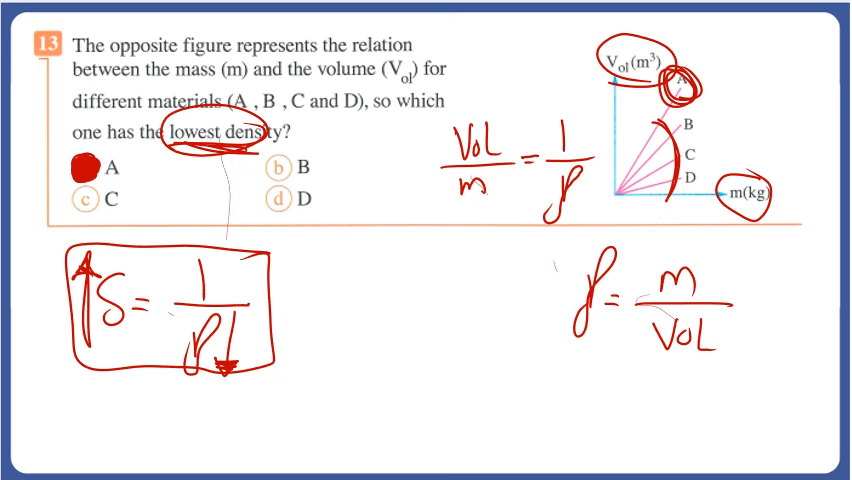 13 The opposite figure represents the relation
between the mass (m) and the volume (Vol) for
different materials (A , B , C and D), so which
one has the lowest density?
A
b B
c C
d D
Vol(m³)
A
B
C
D
m(kg)
VOL/m = 1/ρ
S = 1/ρ
ρ = m/VOL